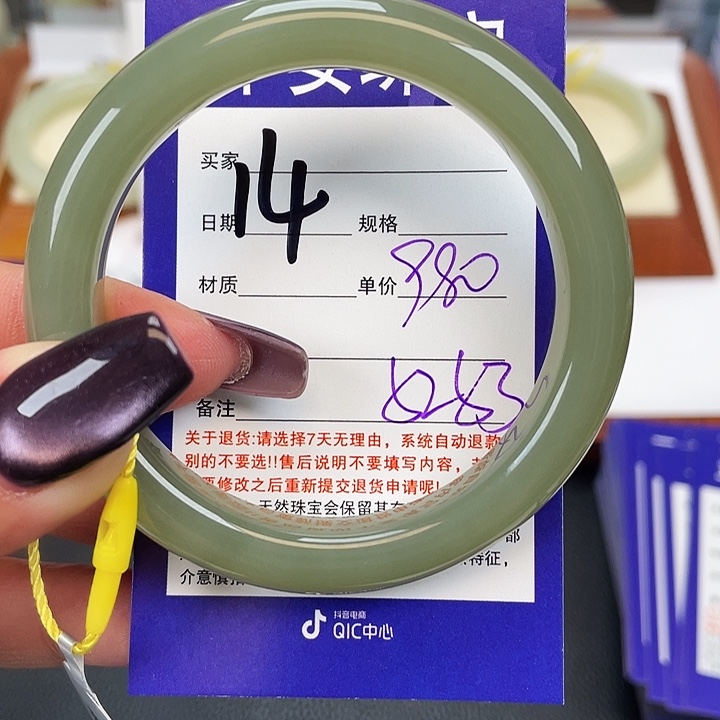 买家
14
日期 规格
材质 单价 980
备注
关于退货:请选择7天无理由，系统自动退款
别的不要选!!售后说明不要填写内容，
要修改之后重新提交退货申请呢!
天然珠宝会保留其
特征，
介意慎拍
抖音电商
QIC中心